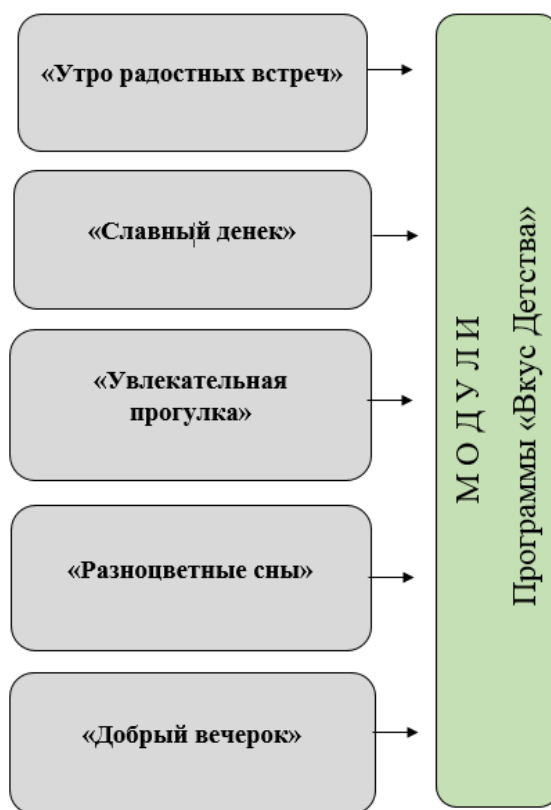 «Утро радостных встреч»
«Славный денек»
«Увлекательная
прогулка»
«Разноцветные сны»
«Добрый вечерок»
М О Д У Л И
Программы «Вкус Детства»